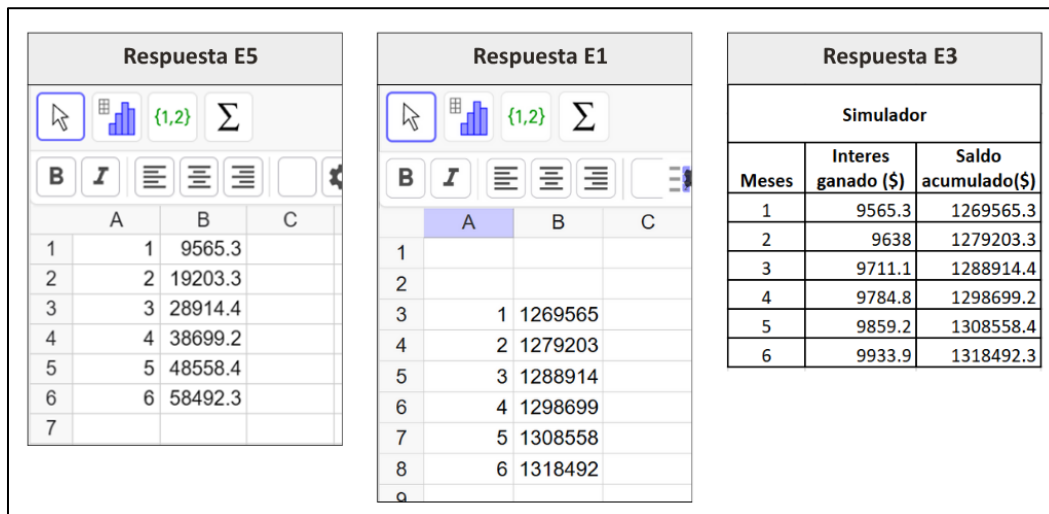 Respuesta E5
{1,2} Σ
B I
A B C
1 1 9565.3
2 2 19203.3
3 3 28914.4
4 4 38699.2
5 5 48558.4
6 6 58492.3
7
Respuesta E1
{1,2} Σ
B I
A B C
1
2
3 1 1269565
4 2 1279203
5 3 1288914
6 4 1298699
7 5 1308558
8 6 1318492
9
Respuesta E3
Simulador
Interes Saldo
Meses ganado ($) acumulado($)
1 9565.3 1269565.3
2 9638 1279203.3
3 9711.1 1288914.4
4 9784.8 1298699.2
5 9859.2 1308558.4
6 9933.9 1318492.3